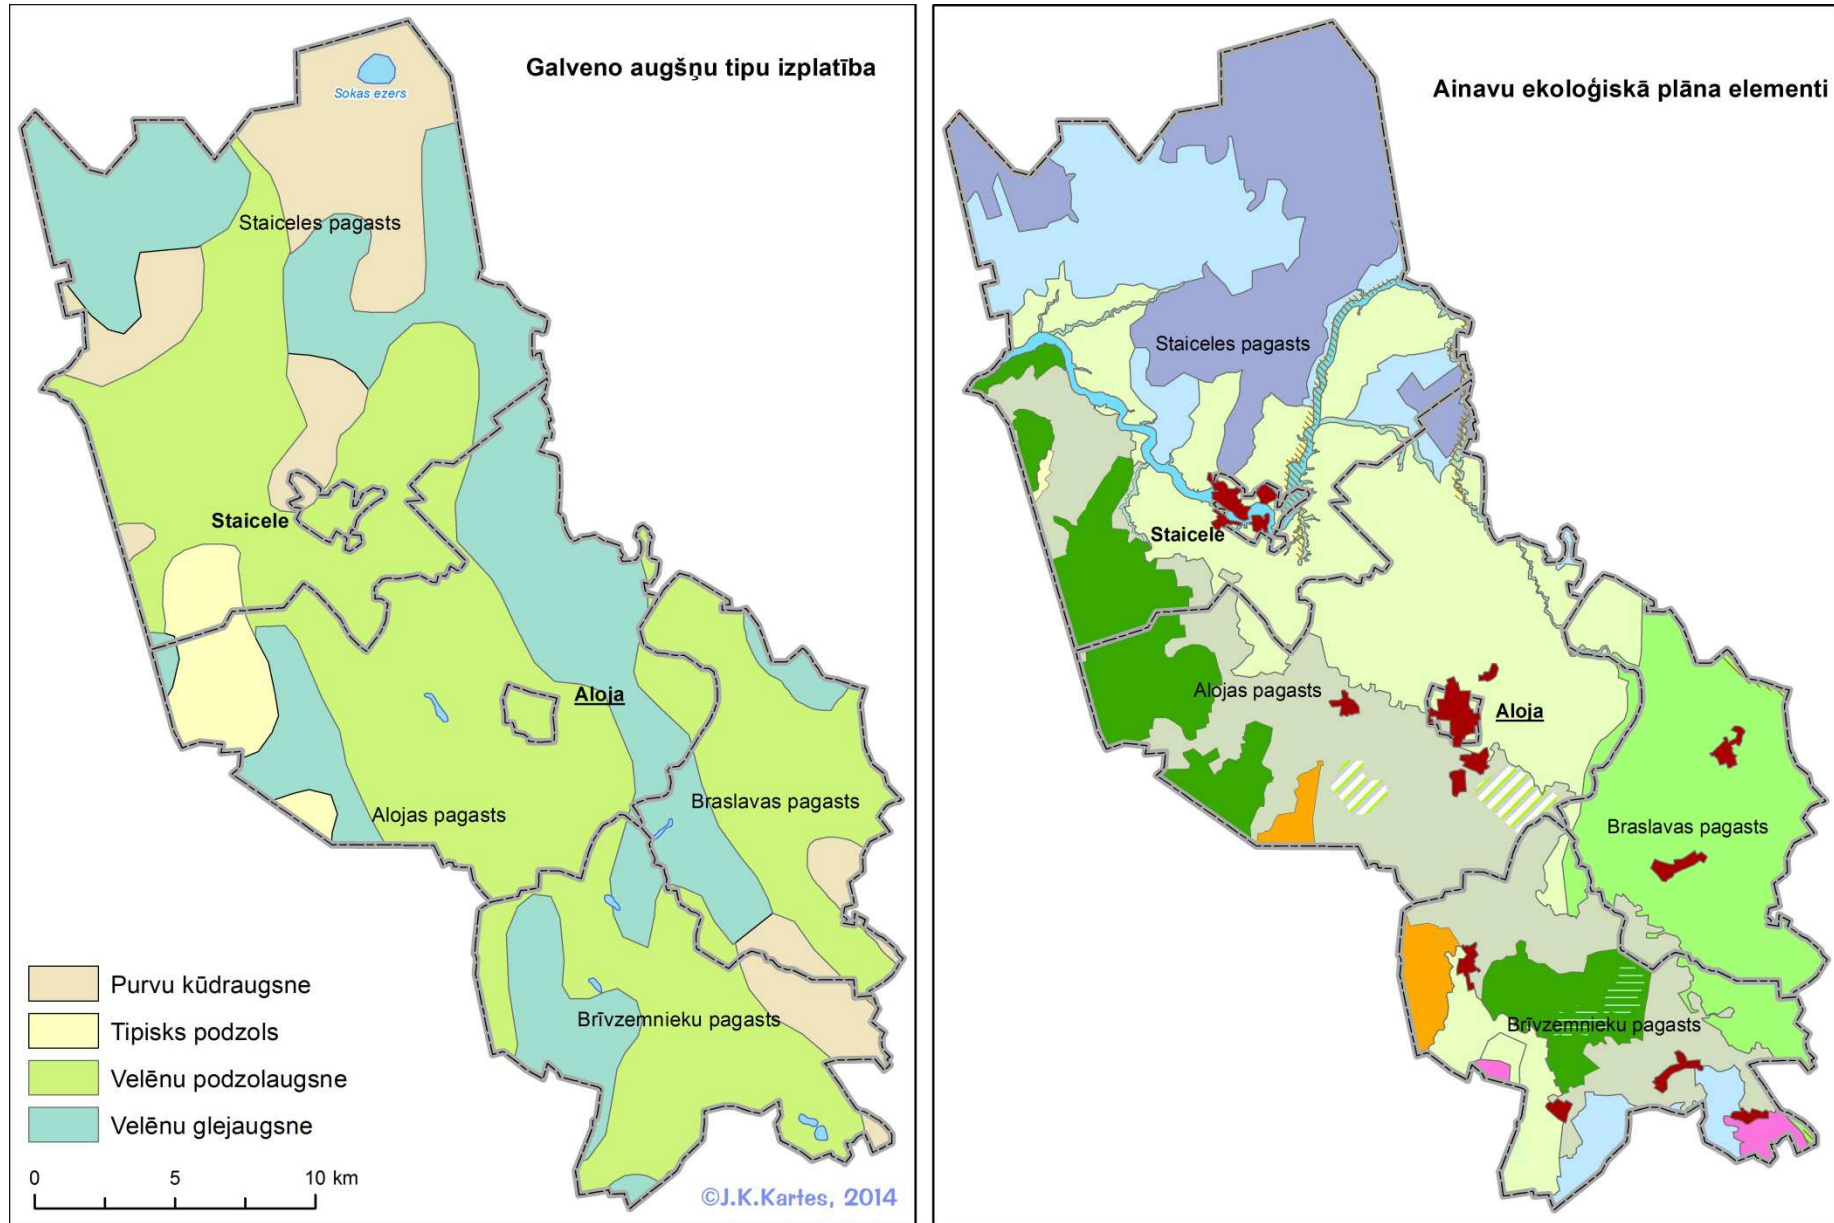 Galveno augšņu tipu izplatība
Sokas ezers
Staiceles pagasts
Staicele
Aloja
Alojas pagasts
Braslavas pagasts
Brīvzemnieku pagasts
Purvu kūdraugsne
Tipisks podzols
Velēnu podzolaugsne
Velēnu glejaugsne
0 5 10 km
©J.K.Kartes, 2014
Ainavu ekoloģiskā plāna elementi
Staiceles pagasts
Staicele
Alojas pagasts
Aloja
Braslavas pagasts
Brīvzemnieku pagasts